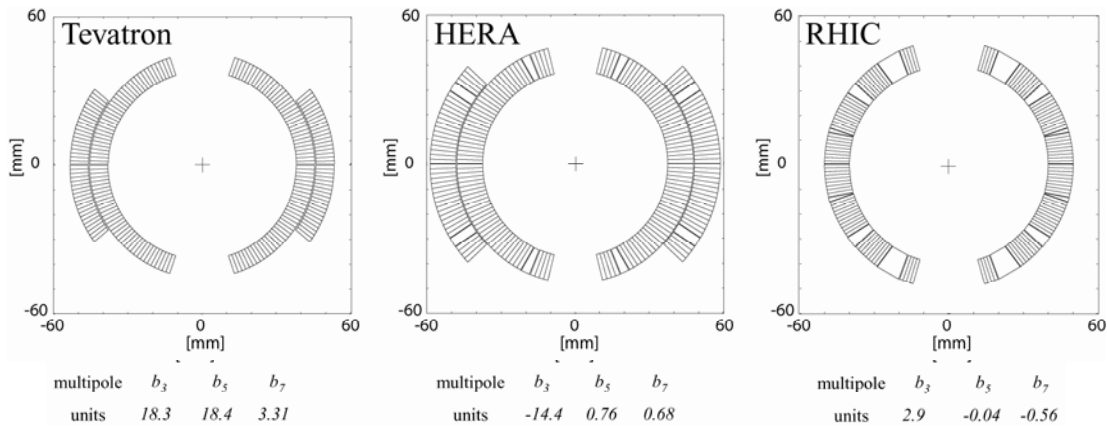 Tevatron
60
[mm]
0
-60
-60
0
60
[mm]
multipole b3 b5 b7
units 18.3 18.4 3.31
HERA
60
[mm]
0
-60
-60
0
60
[mm]
multipole b3 b5 b7
units -14.4 0.76 0.68
RHIC
60
[mm]
0
-60
-60
0
60
[mm]
multipole b3 b5 b7
units 2.9 -0.04 -0.56